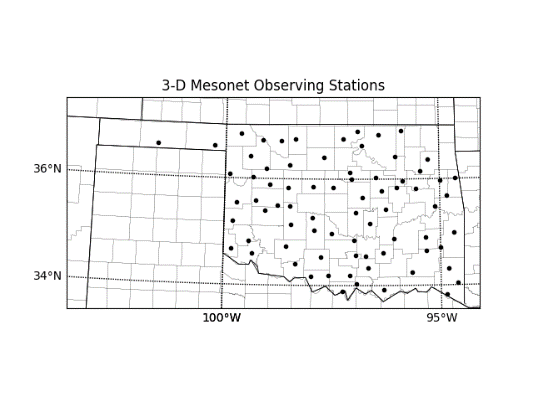 3-D Mesonet Observing Stations
36°N
34°N
100°W 95°W